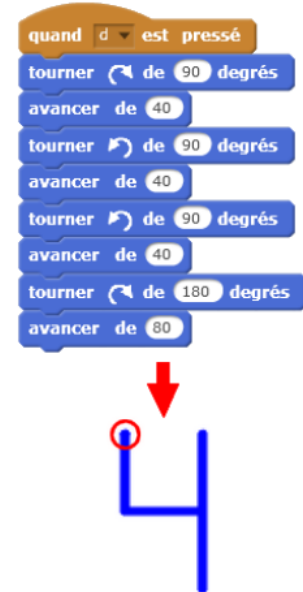 quand d est pressé
tourner de 90 degrés
avancer de 40
tourner de 90 degrés
avancer de 40
tourner de 90 degrés
avancer de 40
tourner de 180 degrés
avancer de 80